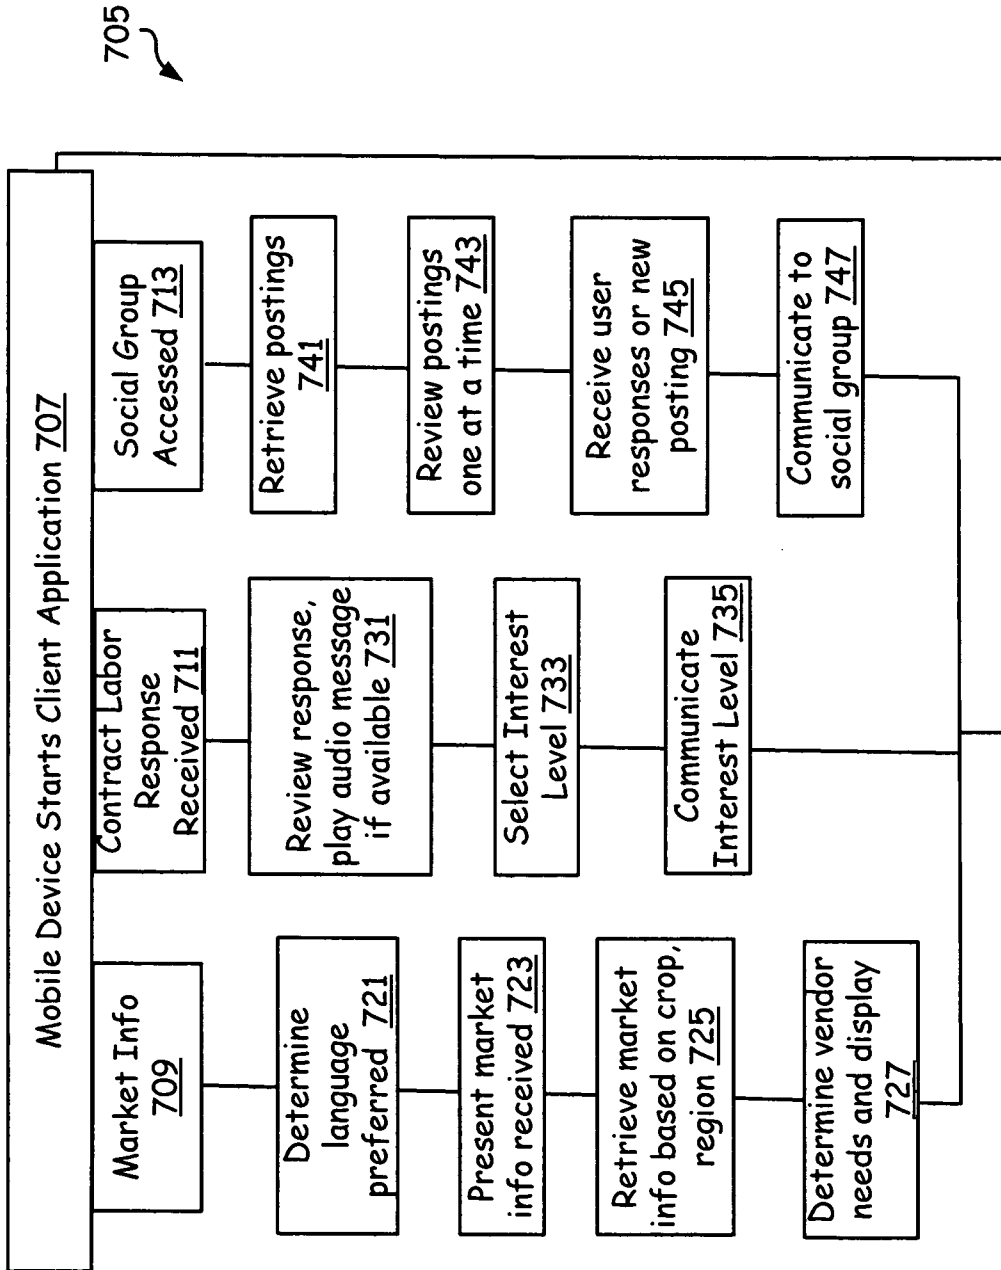 705
Mobile Device Starts Client Application 707
Market Info
709
Determine
language
preferred 721
Present market
info received 723
Retrieve market
info based on crop,
region 725
Determine vendor
needs and display
727
Contract Labor
Response
Received 711
Review response,
play audio message
if available 731
Select Interest
Level 733
Communicate
Interest Level 735
Social Group
Accessed 713
Retrieve postings
741
Review postings
one at a time 743
Receive user
responses or new
posting 745
Communicate to
social group 747